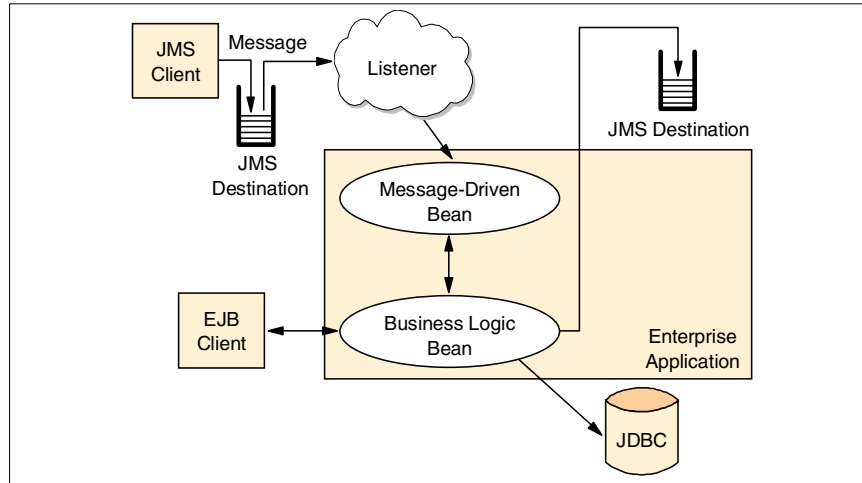 JMS
Client
Message
Listener
JMS
Destination
JMS Destination
Message-Driven
Bean
EJB
Client
Business Logic
Bean
Enterprise
Application
JDBC